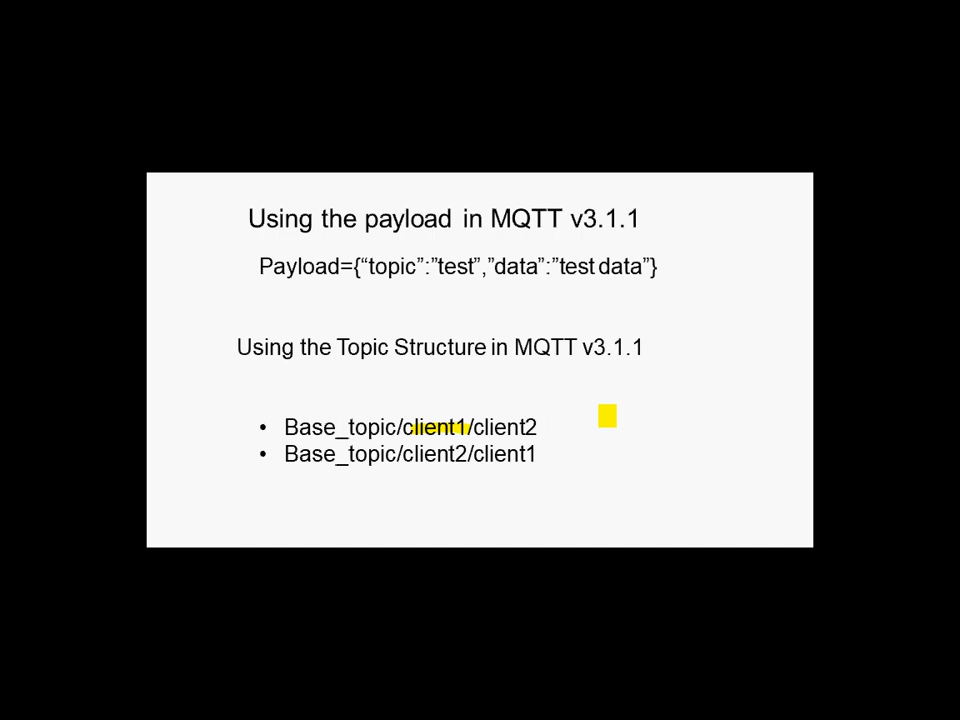 Using the payload in MQTT v3.1.1
Payload={“topic”:”test”,”data”:”test data”}
Using the Topic Structure in MQTT v3.1.1
• Base_topic/client1/client2
• Base_topic/client2/client1